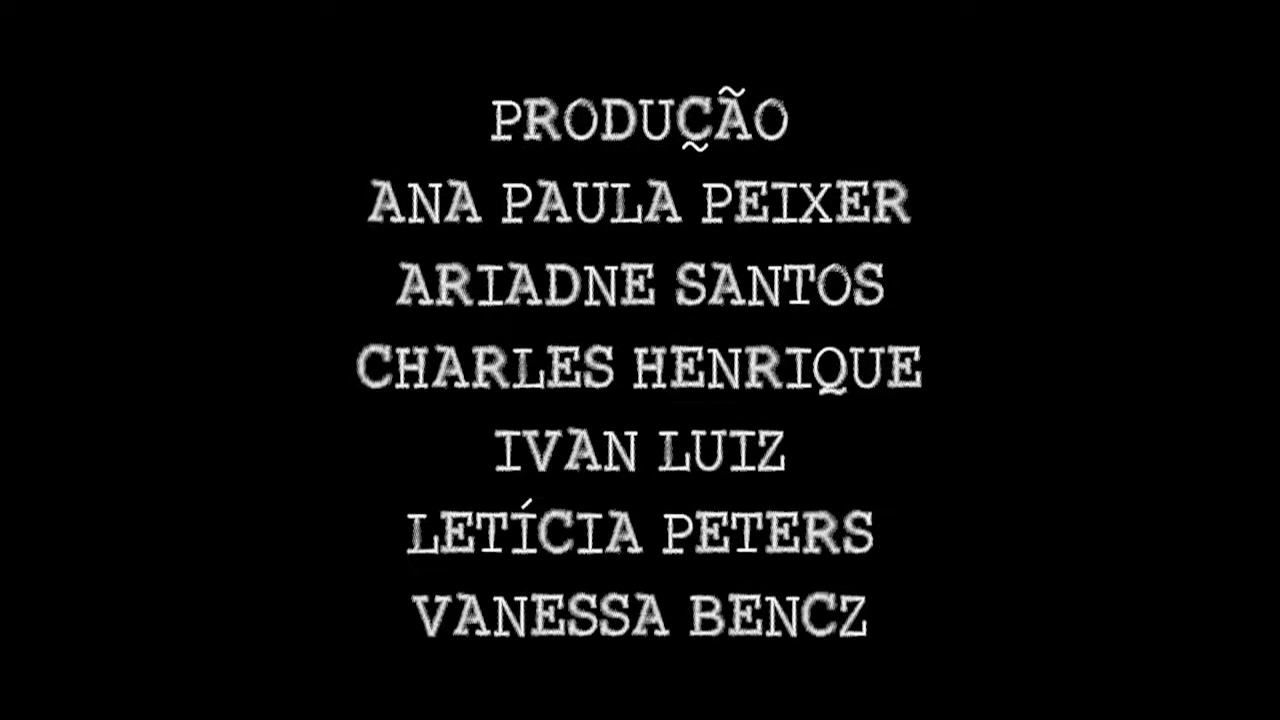 PRODUÇÃO
ANA PAULA PEIXER
ARIADNE SANTOS
CHARLES HENRIQUE
IVAN LUIZ
LETÍCIA PETERS
VANESSA BENCZ